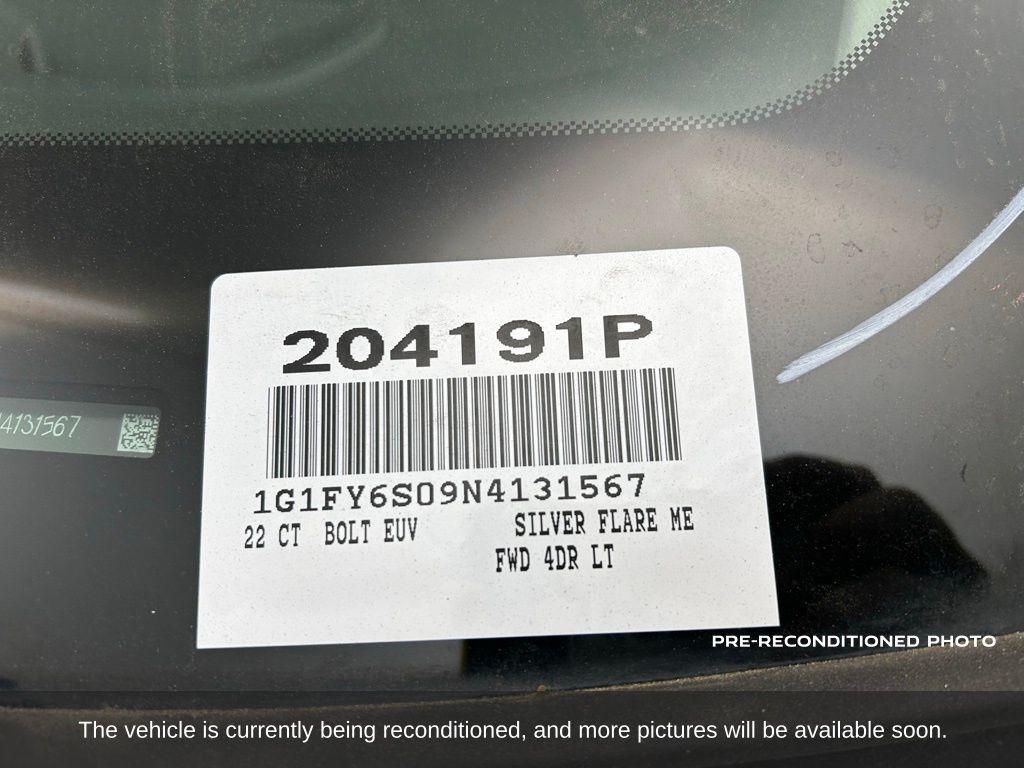 204191P
4131567
1G1FY6S09N4131567
22 CT BOLT EUV SILVER FLARE ME
FWD 4DR LT
PRE-RECONDITIONED PHOTO
The vehicle is currently being reconditioned, and more pictures will be available soon.